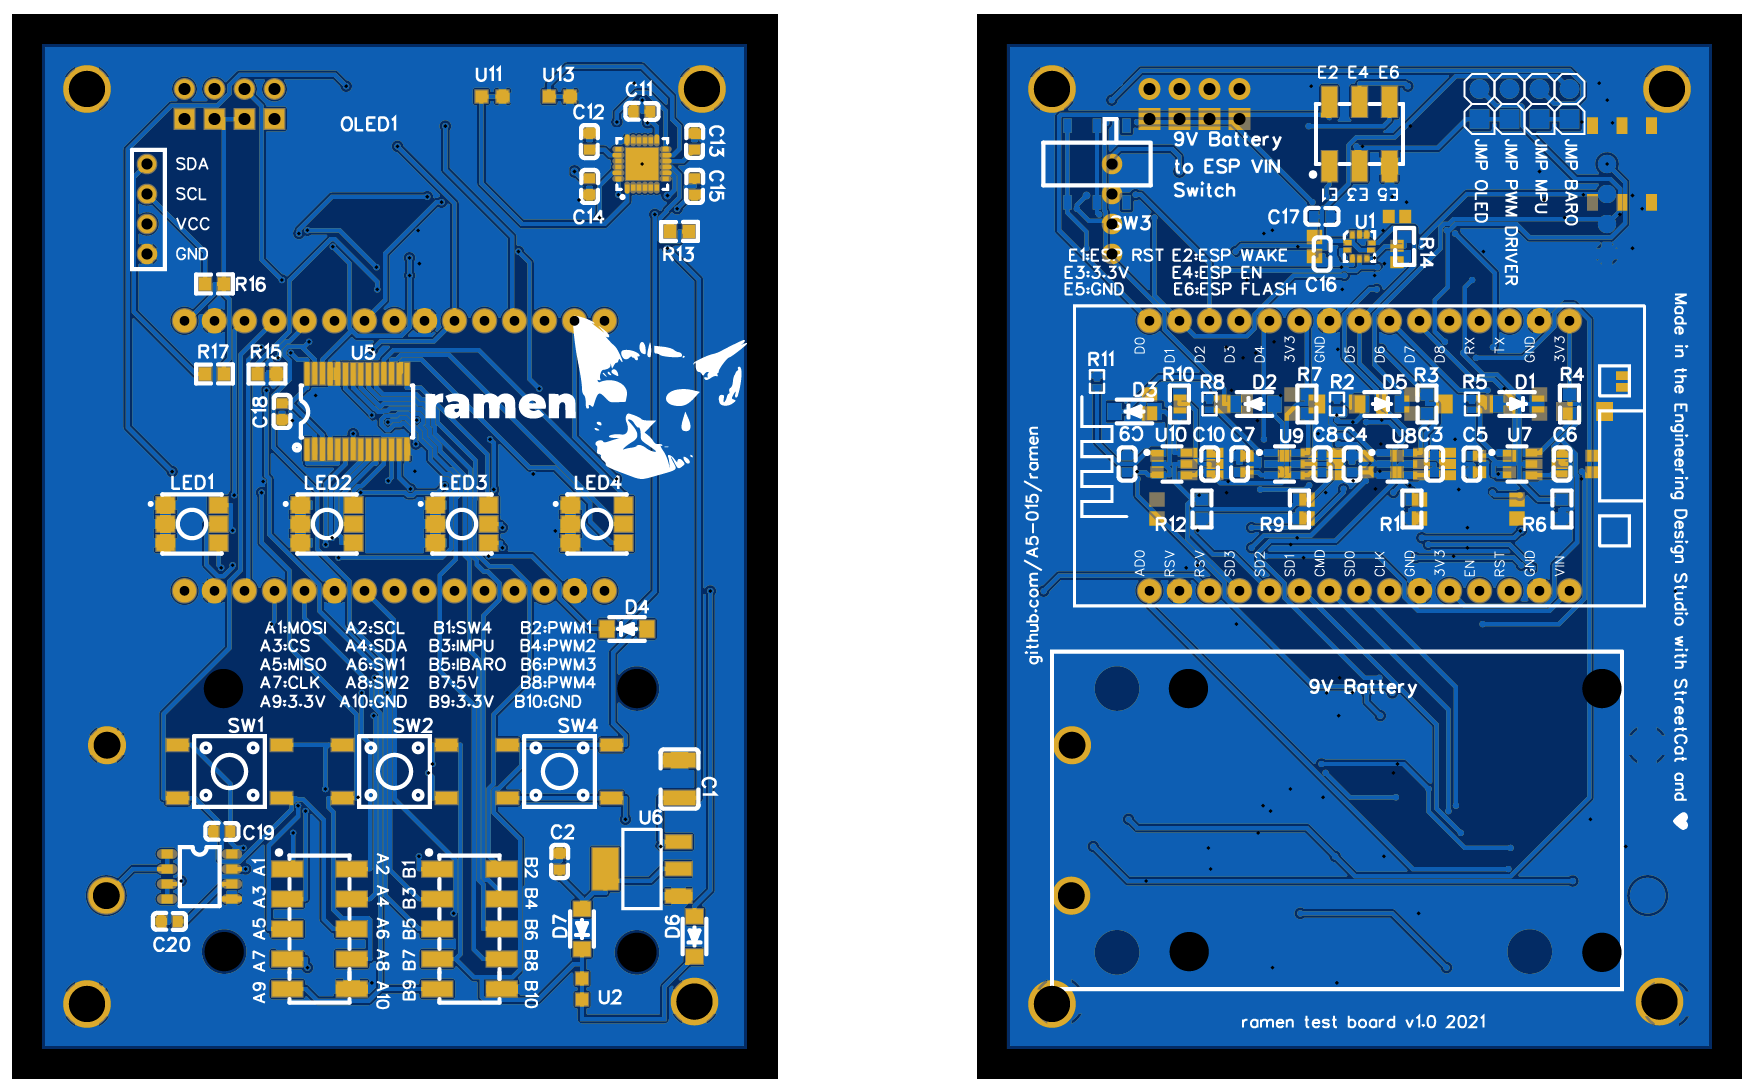 U11
U13
C11
C12
OLED1
C13
SDA
C15
SCL
C14
VCC
R13
GND
R16
R17
R15
U5
C18
ramen
LED1
LED2
LED3
LED4
D4
A1:MOSI A2:SCL B1:SW4 B2:PWM1
A3:CS A4:SDA B3:IMPU B4:PWM2
A5:MISO A6:SW1 B5:IBARO B6:PWM3
A7:CLK A8:SW2 B7:5V B8:PWM4
A9:3.3V A10:GND B9:3.3V B10:GND
SW1
SW2
SW4
C1
U6
C19
C2
A1
A2
B1
B2
A3
A4
B3
B4
A5
A6
B5
B6
D7
D6
C20
A7
A8
B7
B8
A9
A10
B9
B10
U2
E2 E4 E6
9V Battery
to ESP VIN
Switch
E1 E3 E5
JMP OLED
JMP PWM DRIVER
JMP MPU
JMP BARO
C17
U1
SW3
R14
RST E2:ESP WAKE
E3:3.3V E4:ESP EN
E5:GND E6:ESP FLASH
C16
D0
D1
D2
D3
D4
3V3
GND
D5
D6
D7
D8
RX
TX
GND
3V3
R11
R10
R8
D2
R7
R2
D5
R3
R5
D1
R4
D3
C9
U10
C10
C7
U9
C8
C4
U8
C3
C5
U7
C6
R12
R9
R1
R6
AD0
RSV
RSV
SD3
SD2
SD1
CMD
SD0
CLK
GND
3V3
EN
RST
GND
VIN
github.com/A5-015/ramen
Made in the Engineering Design Studio with StreetCat and ♥
9V Battery
ramen test board v1.0 2021